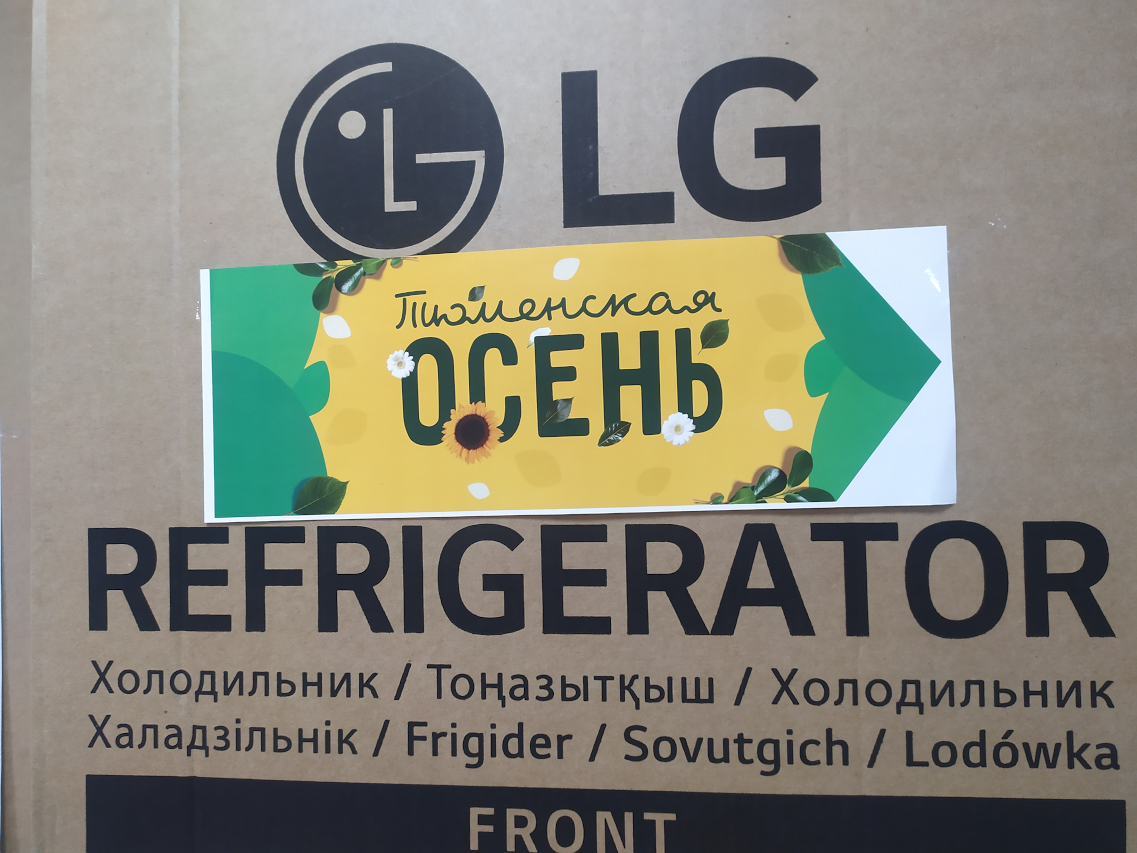 LG
Тюменская
ОСЕНЬ
REFRIGERATOR
Холодильник / Тоңазытқыш / Холодильник
Халадзільнік / Frigider / Sovutgich / Lodówka
FRONT